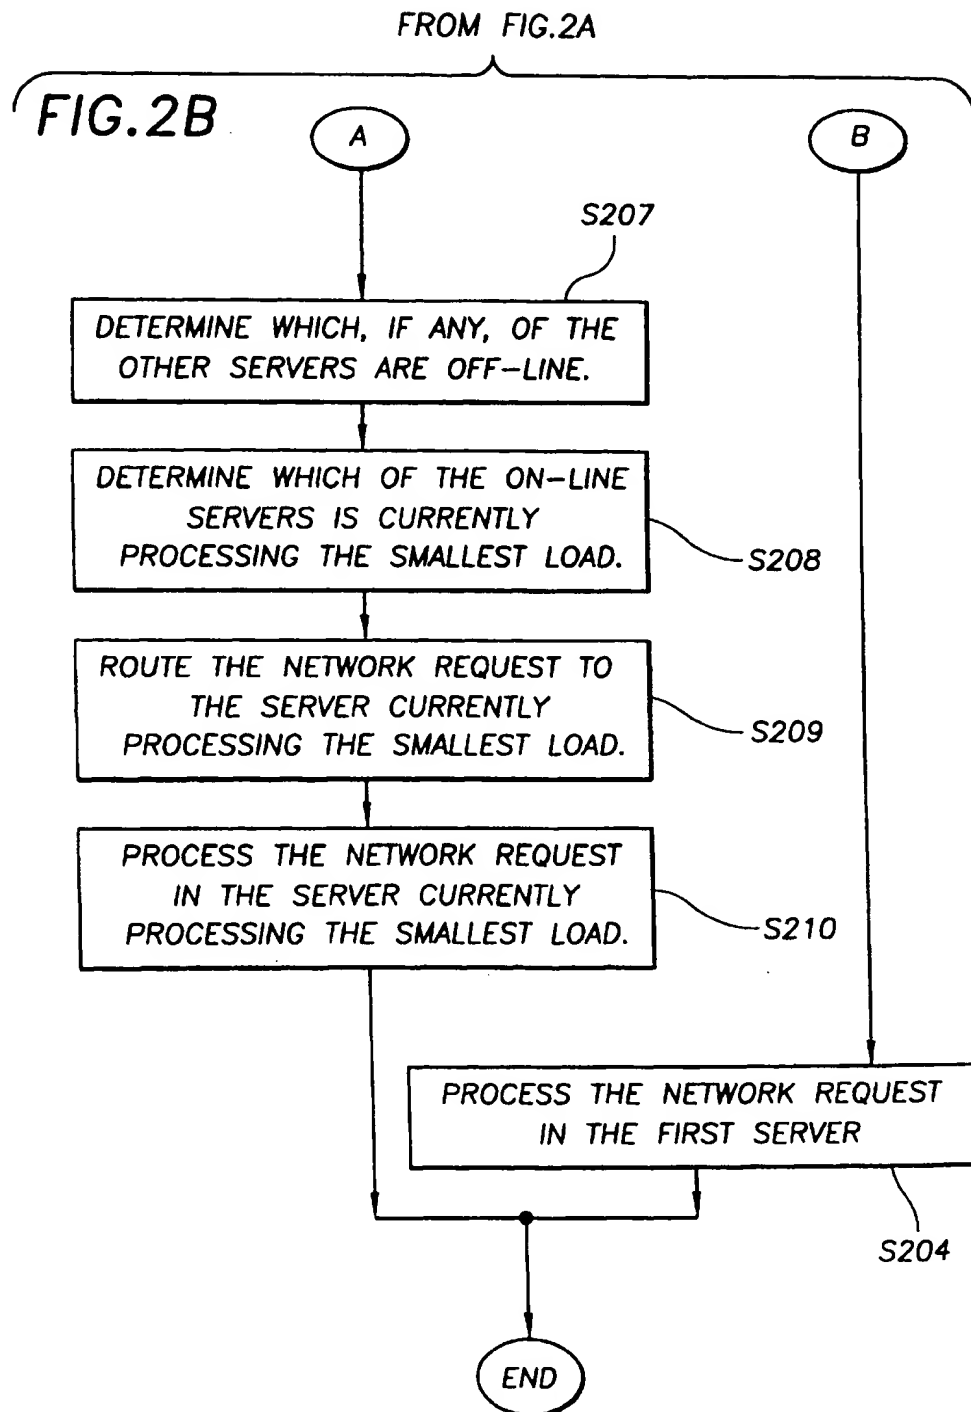 FROM FIG.2A
FIG.2B
A
B
S207
DETERMINE WHICH, IF ANY, OF THE
OTHER SERVERS ARE OFF-LINE.
DETERMINE WHICH OF THE ON-LINE
SERVERS IS CURRENTLY
PROCESSING THE SMALLEST LOAD.
S208
ROUTE THE NETWORK REQUEST TO
THE SERVER CURRENTLY
PROCESSING THE SMALLEST LOAD.
S209
PROCESS THE NETWORK REQUEST
IN THE SERVER CURRENTLY
PROCESSING THE SMALLEST LOAD.
S210
PROCESS THE NETWORK REQUEST
IN THE FIRST SERVER
S204
END